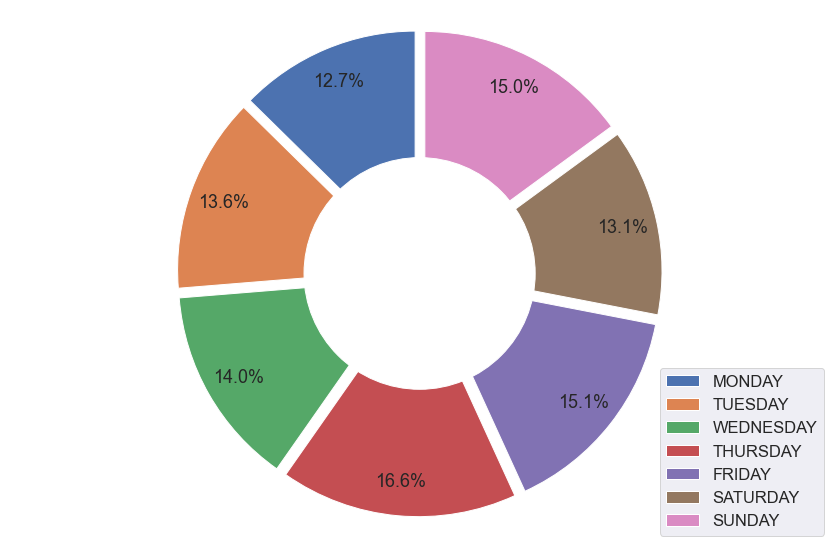 12.7%
15.0%
13.6%
13.1%
14.0%
15.1%
16.6%
MONDAY
TUESDAY
WEDNESDAY
THURSDAY
FRIDAY
SATURDAY
SUNDAY